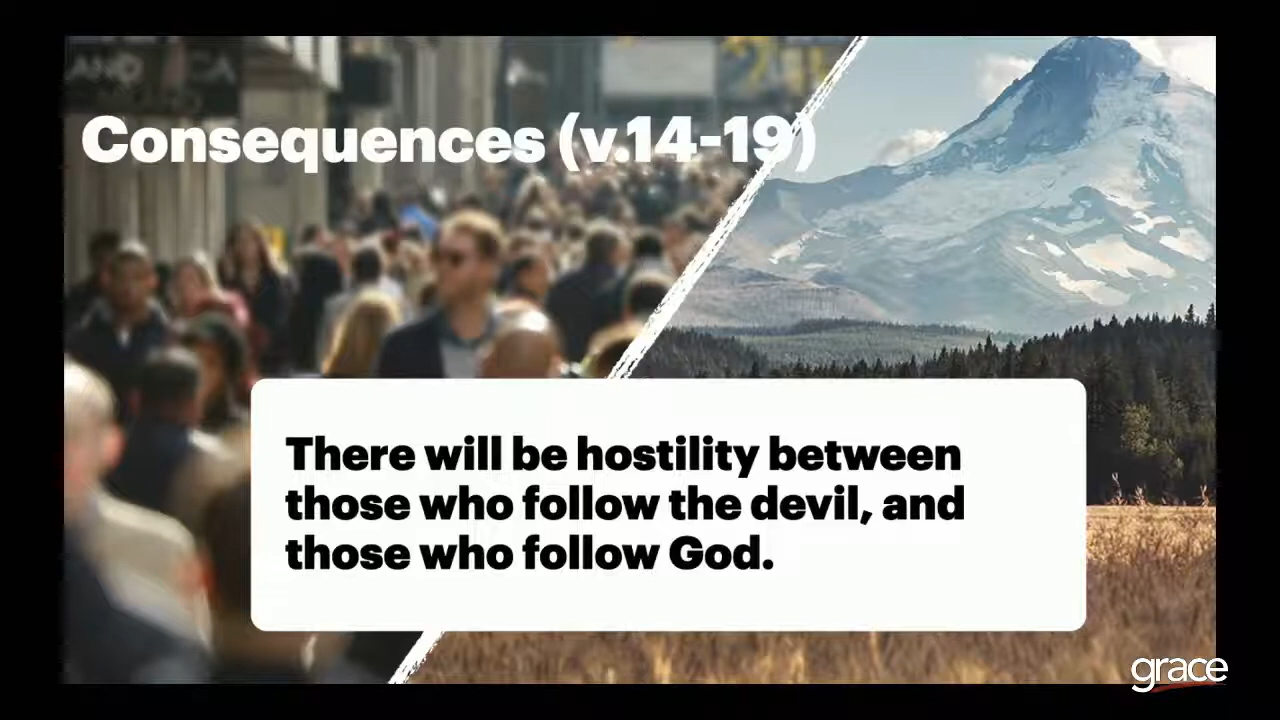 Consequences (v.14-19)
There will be hostility between
those who follow the devil, and
those who follow God.
grace